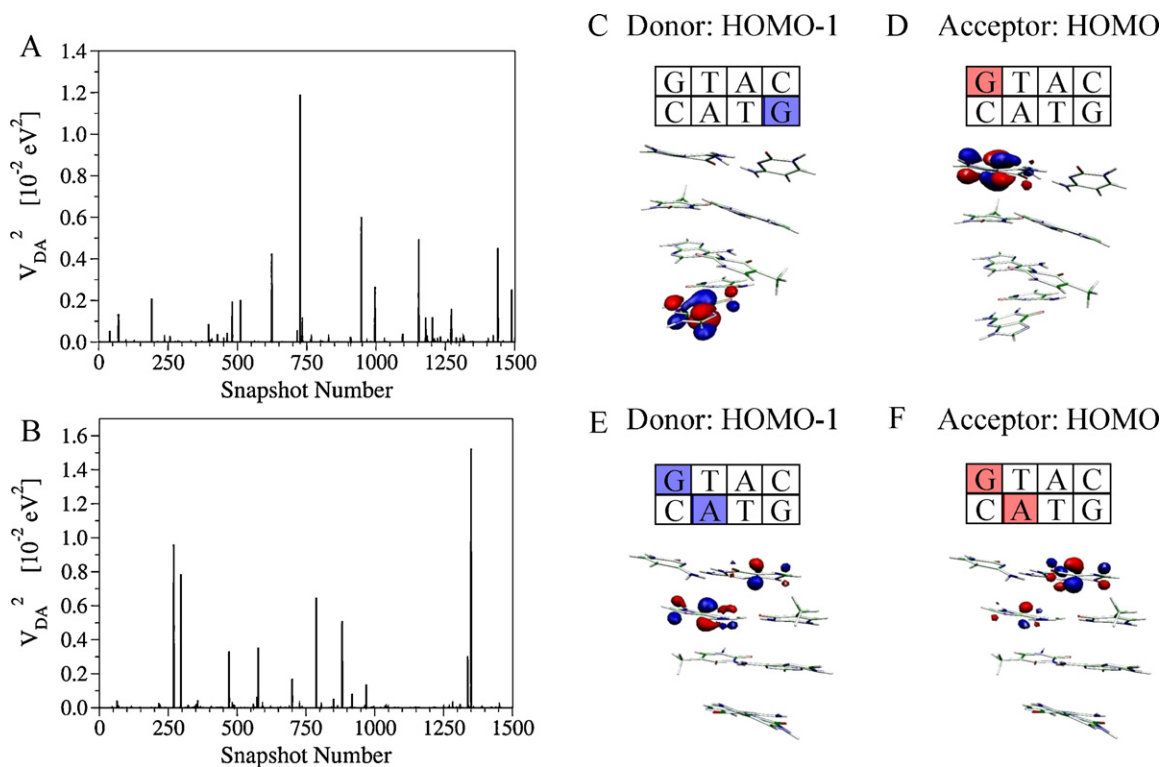 A
1.4
1.2
1.0
0.8
0.6
0.4
0.2
0.0
V_DA^2 [10^-2 eV^2]
0 250 500 750 1000 1250 1500
Snapshot Number
B
1.6
1.4
1.2
1.0
0.8
0.6
0.4
0.2
0.0
V_DA^2 [10^-2 eV^2]
0 250 500 750 1000 1250 1500
Snapshot Number
C Donor: HOMO-1
G T A C
C A T G
D Acceptor: HOMO
G T A C
C A T G
E Donor: HOMO-1
G T A C
C A T G
F Acceptor: HOMO
G T A C
C A T G